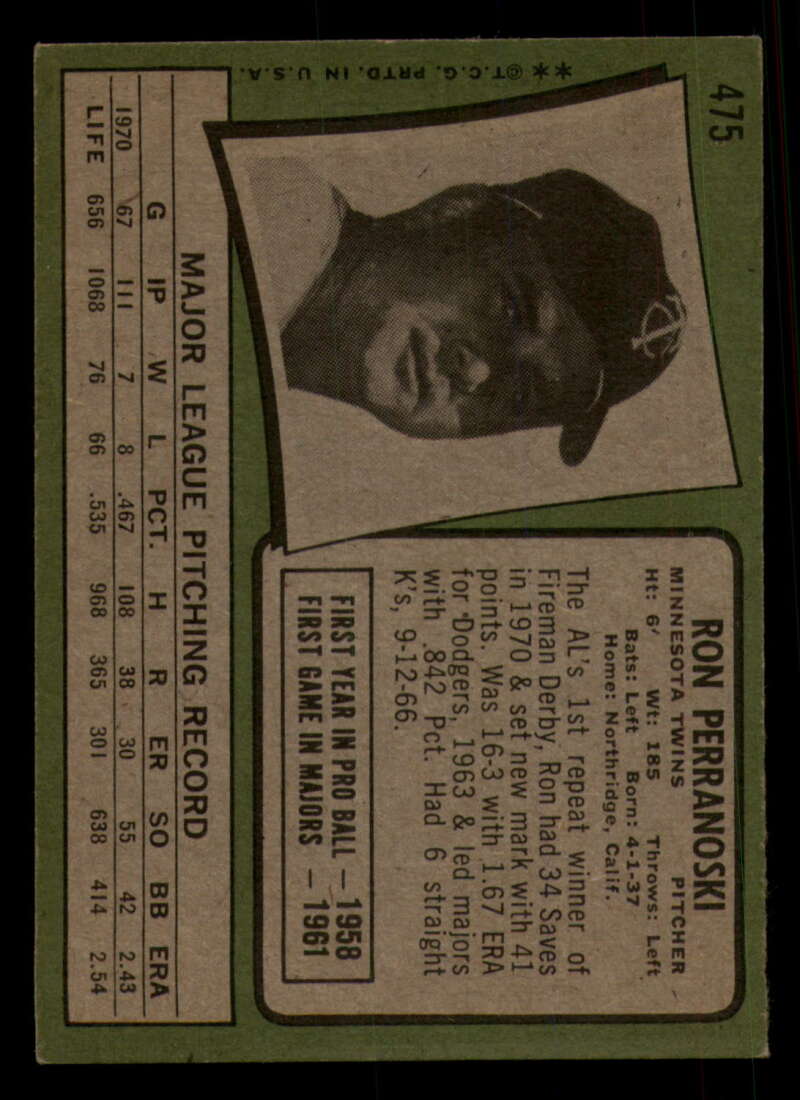 475
**@T.C.G. PRTD. IN U.S.A.
TC
RON PERRANOSKI
MINNESOTA TWINS PITCHER
Ht: 6' Wt: 185 Throws: Left
Bats: Left Born: 4-1-37
Home: Northridge, Calif.
The AL's 1st repeat winner of
Fireman Derby, Ron had 34 Saves
in 1970 & set new mark with 41
points. Was 16-3 with 1.67 ERA
for Dodgers, 1963 & led majors
with .842 Pct. Had 6 straight
K's, 9-12-66.
FIRST YEAR IN PRO BALL — 1958
FIRST GAME IN MAJORS — 1961
MAJOR LEAGUE PITCHING RECORD
G IP W L PCT. H R ER SO BB ERA
1970 67 111 7 8 .467 108 38 30 55 42 2.43
LIFE 656 1068 76 66 .535 968 365 301 638 414 2.54